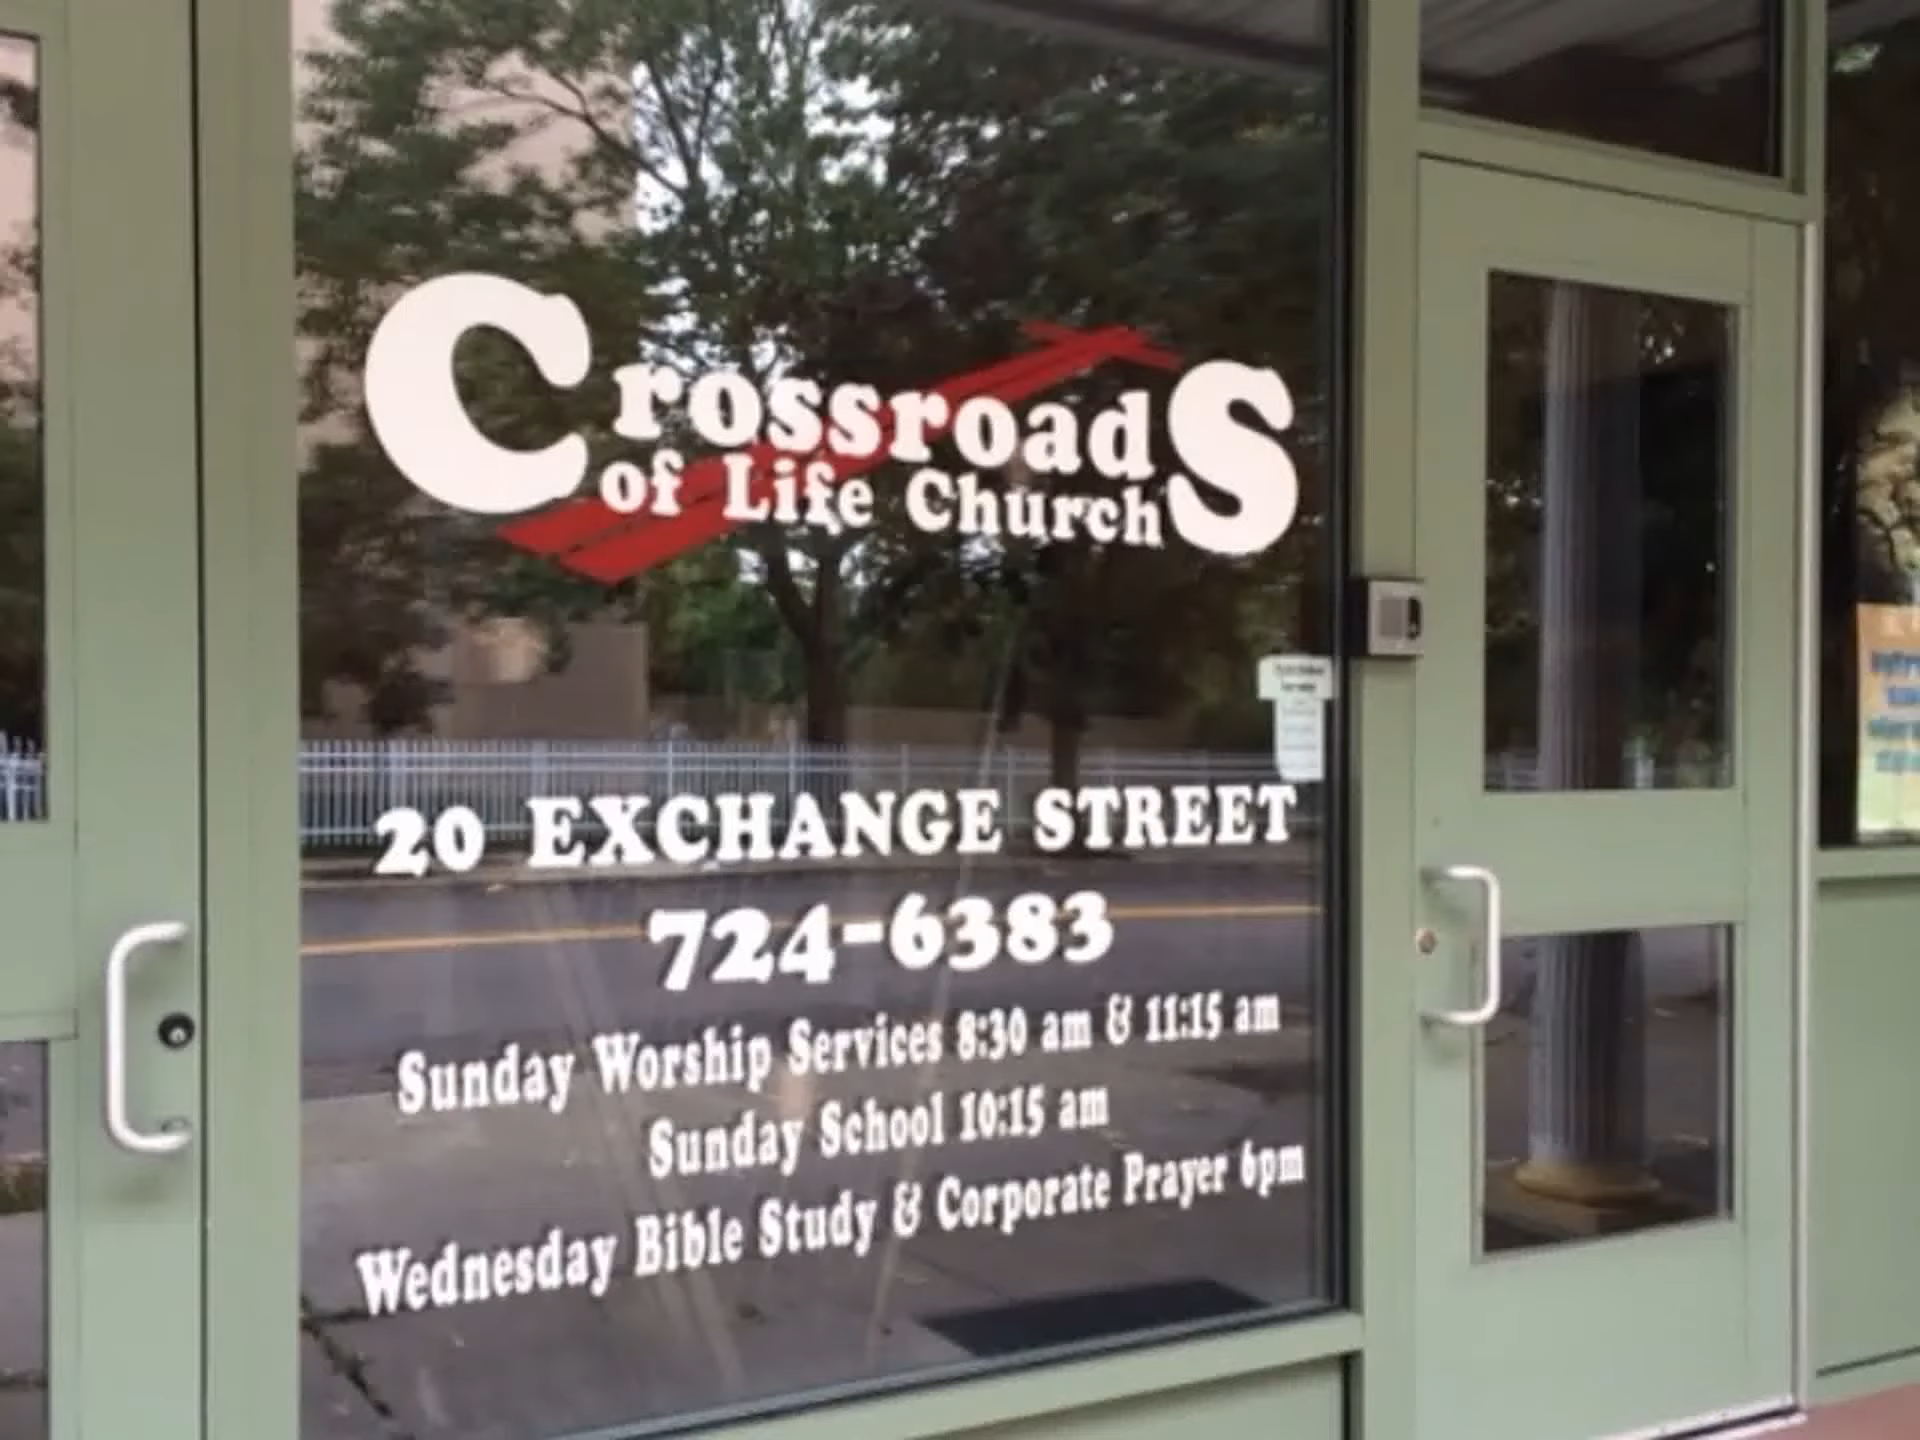 CrossroadS
of Life Church
20 EXCHANGE STREET
724-6383
Sunday Worship Services 8:30 am & 11:15 am
Sunday School 10:15 am
Wednesday Bible Study & Corporate Prayer 6pm